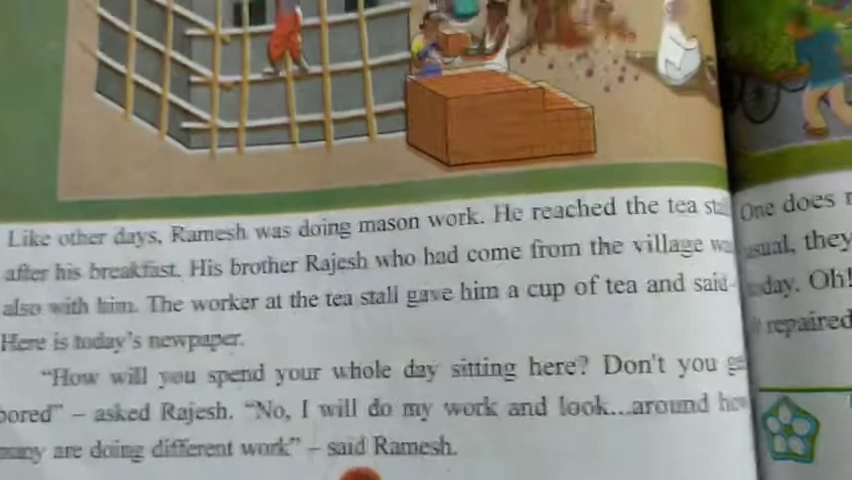 Like other days, Ramesh was doing mason work. He reached the tea
after his breakfast. His brother Rajesh who had come from the village
also with him. The worker at the tea stall gave him a cup of tea and said-
Here is today's newpaper.
"How will you spend your whole day sitting here? Don't you
bored" – asked Rajesh. "No, I will do my work and look...around
many are doing different work" – said Ramesh.
One does
usual, they
today. Oh!
repaired